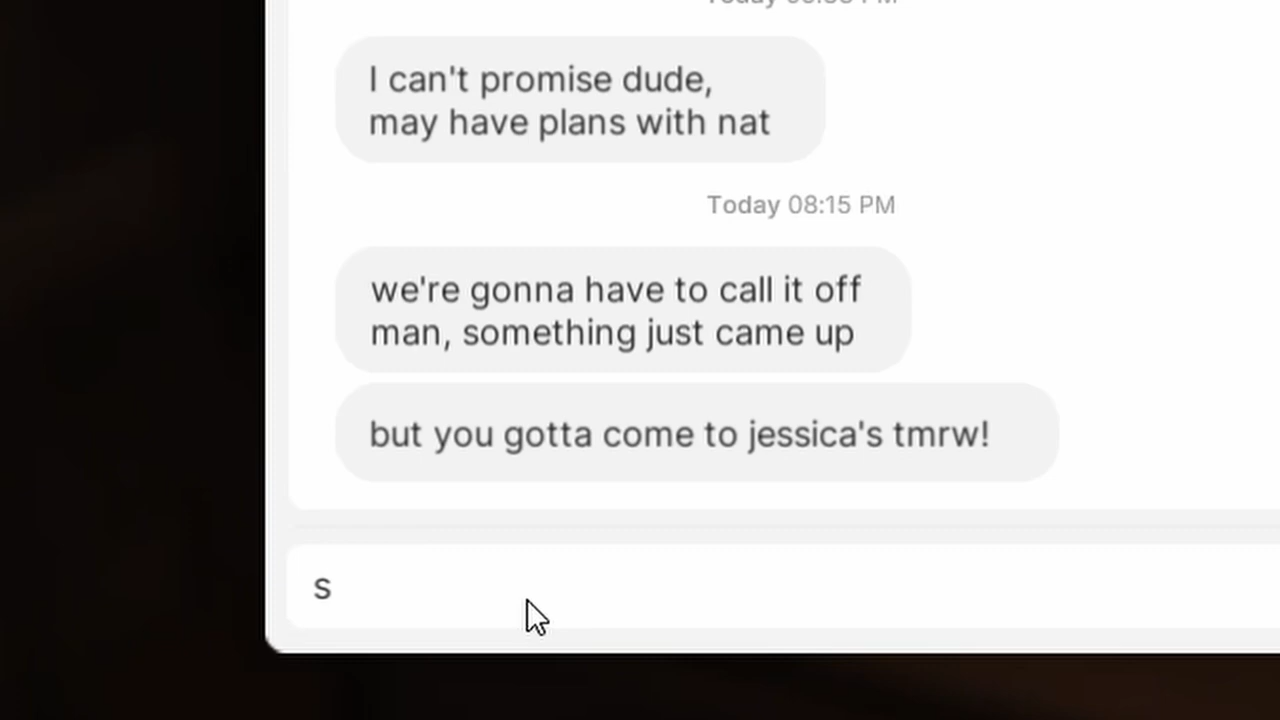 I can't promise dude,
may have plans with nat
Today 08:15 PM
we're gonna have to call it off
man, something just came up
but you gotta come to jessica's tmrw!
s